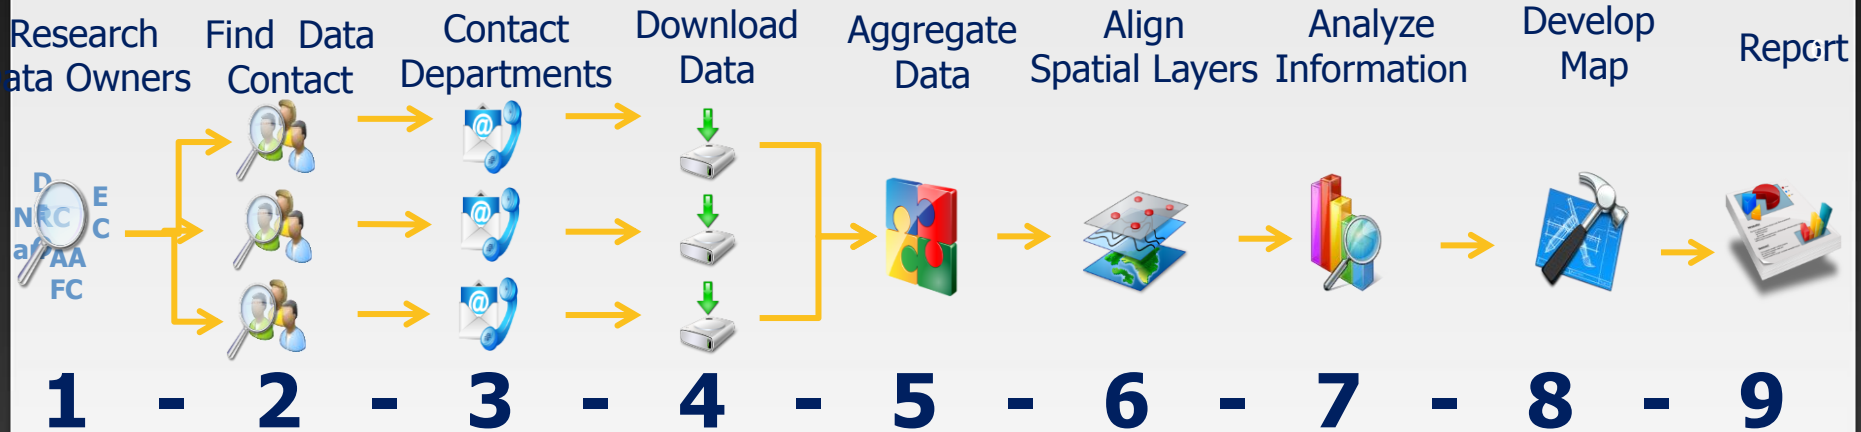 Research
ata Owners
Find Data
Contact
Contact
Departments
Download
Data
Aggregate
Data
Align
Spatial Layers
Analyze
Information
Develop
Map
Report
D
NRC
E
C
AA
FC
@
@
@
1 - 2 - 3 - 4 - 5 - 6 - 7 - 8 - 9